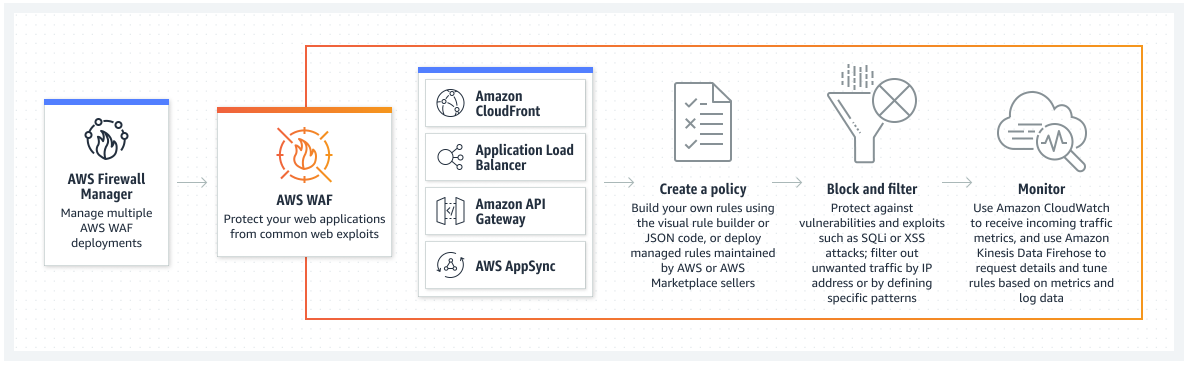 AWS Firewall
Manager
Manage multiple
AWS WAF
deployments
AWS WAF
Protect your web applications
from common web exploits
Amazon
CloudFront
Application Load
Balancer
Amazon API
Gateway
AWS AppSync
Create a policy
Build your own rules using
the visual rule builder or
JSON code, or deploy
managed rules maintained
by AWS or AWS
Marketplace sellers
Block and filter
Protect against
vulnerabilities and exploits
such as SQLi or XSS
attacks; filter out
unwanted traffic by IP
address or by defining
specific patterns
Monitor
Use Amazon CloudWatch
to receive incoming traffic
metrics, and use Amazon
Kinesis Data Firehose to
request details and tune
rules based on metrics and
log data